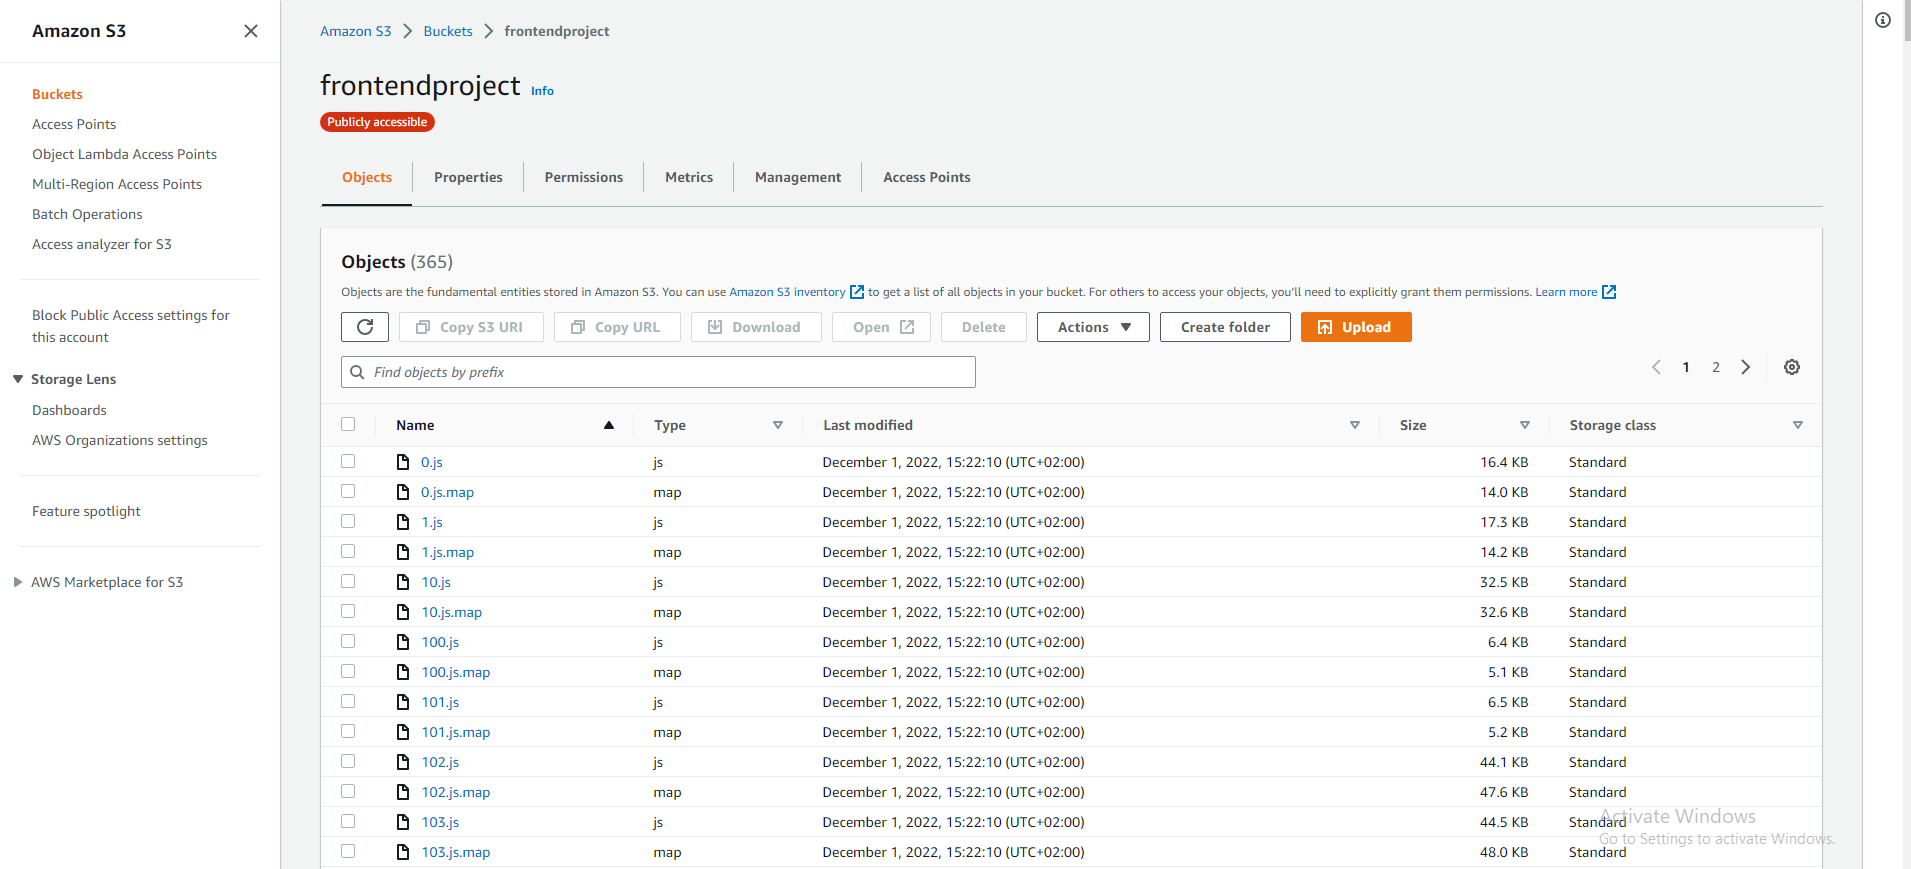 Amazon S3
Buckets
Access Points
Object Lambda Access Points
Multi-Region Access Points
Batch Operations
Access analyzer for S3
Block Public Access settings for
this account
Storage Lens
Dashboards
AWS Organizations settings
Feature spotlight
AWS Marketplace for S3
Amazon S3 > Buckets > frontendproject
frontendproject Info
Publicly accessible
Objects Properties Permissions Metrics Management Access Points
Objects (365)
Objects are the fundamental entities stored in Amazon S3. You can use Amazon S3 inventory to get a list of all objects in your bucket. For others to access your objects, you'll need to explicitly grant them permissions. Learn more
Copy S3 URI Copy URL Download Open Delete Actions Create folder Upload
Find objects by prefix
1 2
Name Type Last modified Size Storage class
0.js js December 1, 2022, 15:22:10 (UTC+02:00) 16.4 KB Standard
0.js.map map December 1, 2022, 15:22:10 (UTC+02:00) 14.0 KB Standard
1.js js December 1, 2022, 15:22:10 (UTC+02:00) 17.3 KB Standard
1.js.map map December 1, 2022, 15:22:10 (UTC+02:00) 14.2 KB Standard
10.js js December 1, 2022, 15:22:10 (UTC+02:00) 32.5 KB Standard
10.js.map map December 1, 2022, 15:22:10 (UTC+02:00) 32.6 KB Standard
100.js js December 1, 2022, 15:22:10 (UTC+02:00) 6.4 KB Standard
100.js.map map December 1, 2022, 15:22:10 (UTC+02:00) 5.1 KB Standard
101.js js December 1, 2022, 15:22:10 (UTC+02:00) 6.5 KB Standard
101.js.map map December 1, 2022, 15:22:10 (UTC+02:00) 5.2 KB Standard
102.js js December 1, 2022, 15:22:10 (UTC+02:00) 44.1 KB Standard
102.js.map map December 1, 2022, 15:22:10 (UTC+02:00) 47.6 KB Standard
103.js js December 1, 2022, 15:22:10 (UTC+02:00) 44.5 KB Standard
103.js.map map December 1, 2022, 15:22:10 (UTC+02:00) 48.0 KB Standard
Activate Windows
Go to Settings to activate Windows.